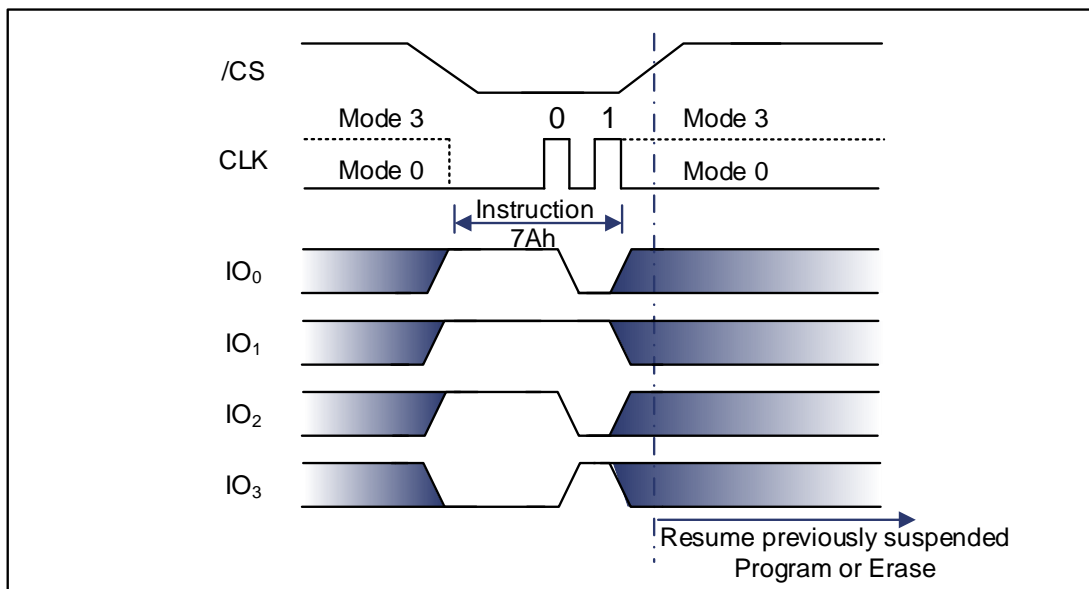 /CS
0 1
Mode 3 Mode 3
CLK
Mode 0 Mode 0
Instruction
7Ah
IO₀
IO₁
IO₂
IO₃
Resume previously suspended
Program or Erase